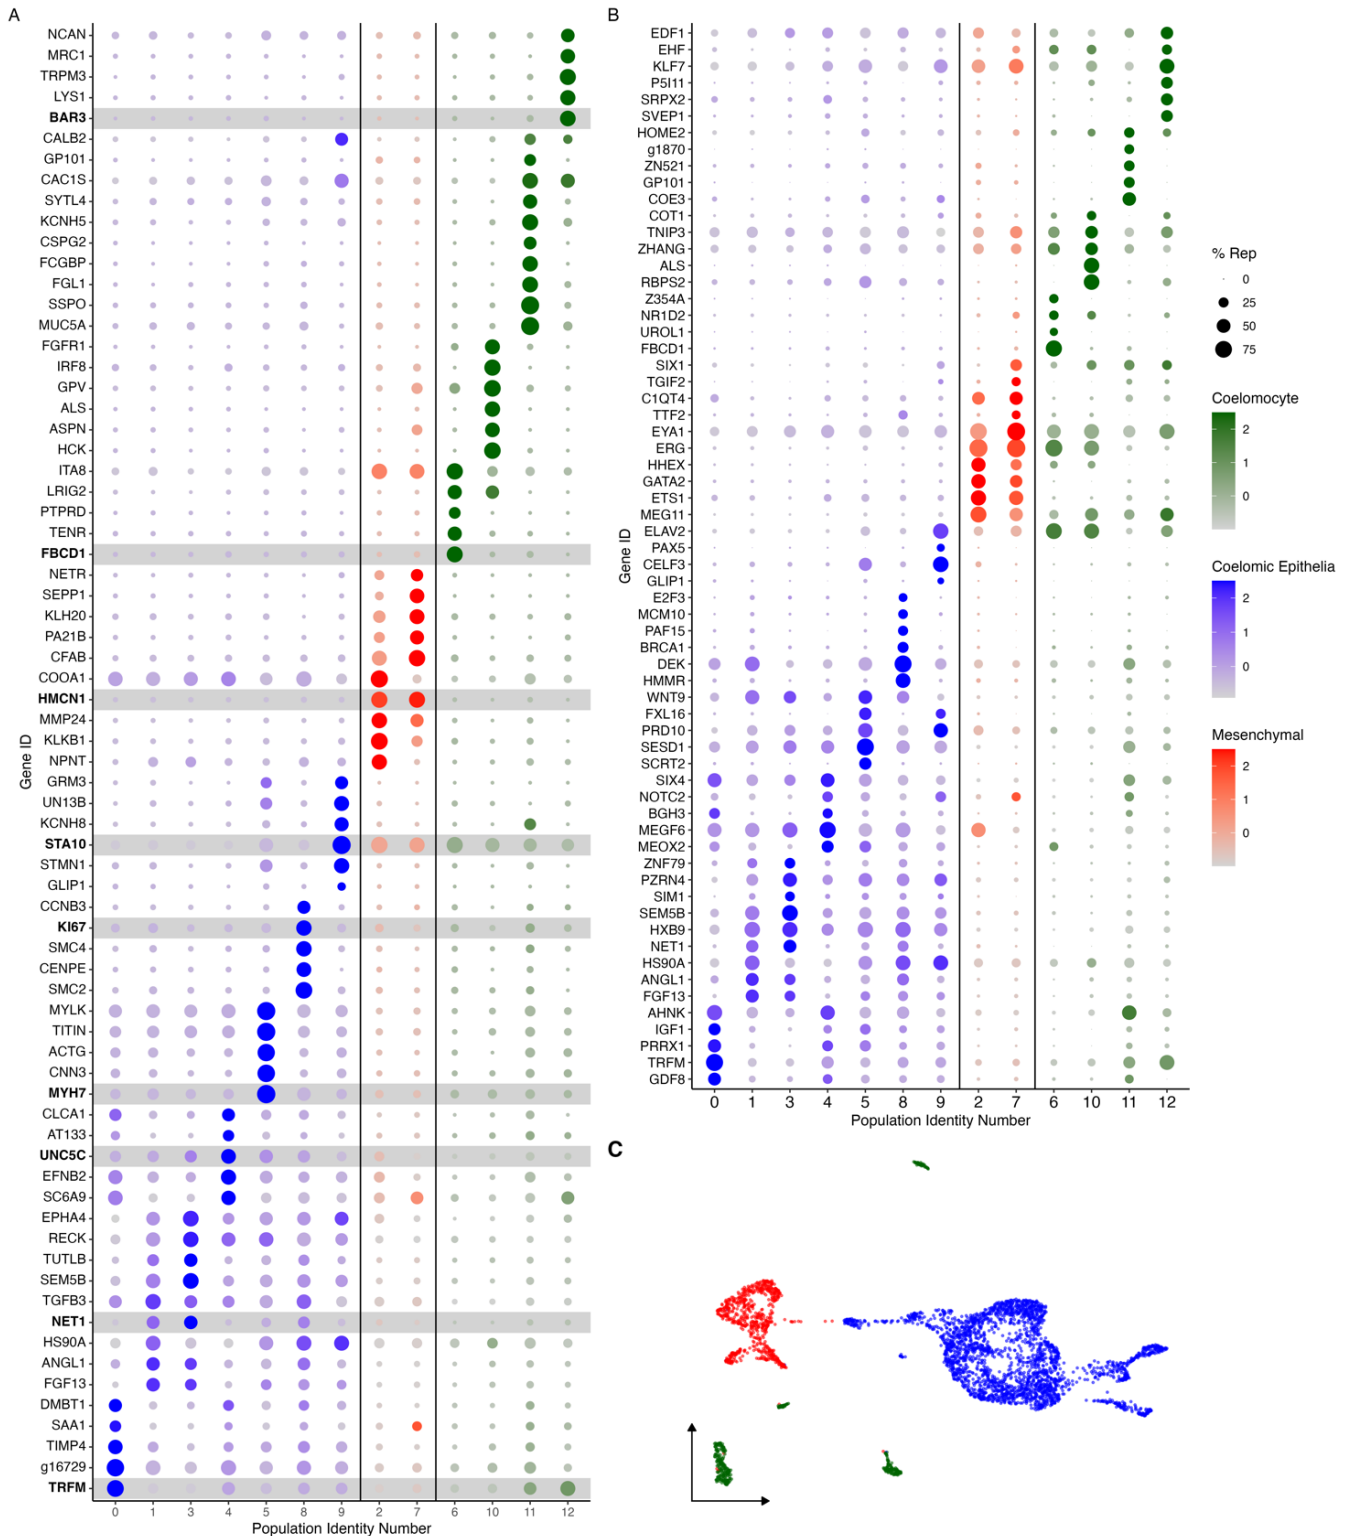 A
NCAN
MRC1
TRPM3
LYS1
BAR3
CALB2
GP101
CAC1S
SYTL4
KCNH5
CSPG2
FCGBP
FGL1
SSPO
MUC5A
FGFR1
IRF8
GPV
ALS
ASPN
HCK
ITA8
LRIG2
PTPRD
TENR
FBCD1
NETR
SEPP1
KLH20
PA21B
CFAB
COOA1
HMCN1
MMP24
KLKB1
NPNT
GRM3
UN13B
KCNH8
STA10
STMN1
GLIP1
CCNB3
KI67
SMC4
CENPE
SMC2
MYLK
TITIN
ACTG
CNN3
MYH7
CLCA1
AT133
UNC5C
EFNB2
SC6A9
EPHA4
RECK
TUTLB
SEM5B
TGFB3
NET1
HS90A
ANGL1
FGF13
DMBT1
SAA1
TIMP4
g16729
TRFM
Gene ID
0 1 3 4 5 8 9 2 7 6 10 11 12
Population Identity Number
B
EDF1
EHF
KLF7
P5I11
SRPX2
SVEP1
HOME2
g1870
ZN521
GP101
COE3
COT1
TNIP3
ZHANG
ALS
RBPS2
Z354A
NR1D2
UROL1
FBCD1
SIX1
TGIF2
C1QT4
TTF2
EYA1
ERG
HHEX
GATA2
ETS1
MEG11
ELAV2
PAX5
CELF3
GLIP1
E2F3
MCM10
PAF15
BRCA1
DEK
HMMR
WNT9
FXL16
PRD10
SESD1
SCRT2
SIX4
NOTC2
BGH3
MEGF6
MEOX2
ZNF79
PZRN4
SIM1
SEM5B
HXB9
NET1
HS90A
ANGL1
FGF13
AHNK
IGF1
PRRX1
TRFM
GDF8
Gene ID
0 1 3 4 5 8 9 2 7 6 10 11 12
Population Identity Number
% Rep
0
25
50
75
Coelomocyte
2
1
0
Coelomic Epithelia
2
1
0
Mesenchymal
2
1
0
C